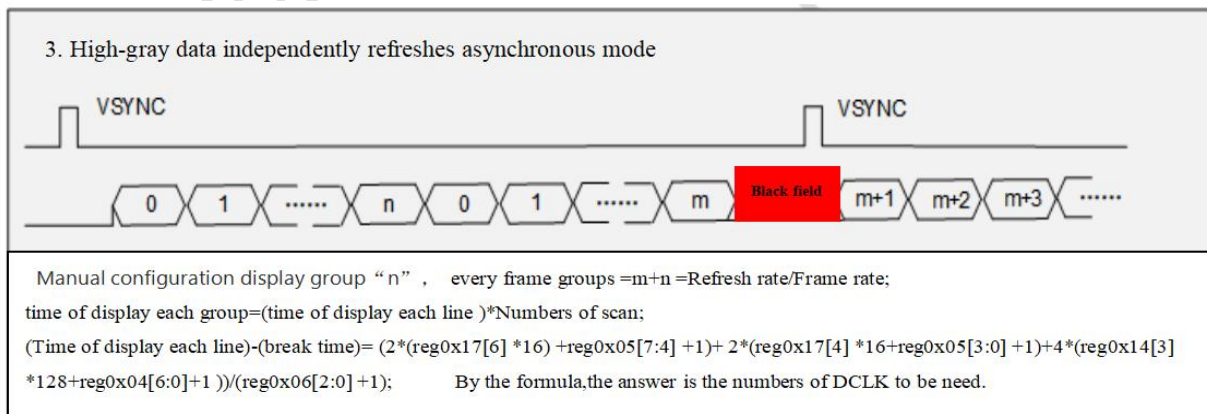 3. High-gray data independently refreshes asynchronous mode
VSYNC
VSYNC
0 1 ...... n 0 1 ...... m Black field m+1 m+2 m+3 ......
Manual configuration display group “n” , every frame groups =m+n =Refresh rate/Frame rate;
time of display each group=(time of display each line )*Numbers of scan;
(Time of display each line)-(break time)= (2*(reg0x17[6] *16) +reg0x05[7:4] +1)+ 2*(reg0x17[4] *16+reg0x05[3:0] +1)+4*(reg0x14[3]
*128+reg0x04[6:0]+1 ))/(reg0x06[2:0] +1); By the formula,the answer is the numbers of DCLK to be need.